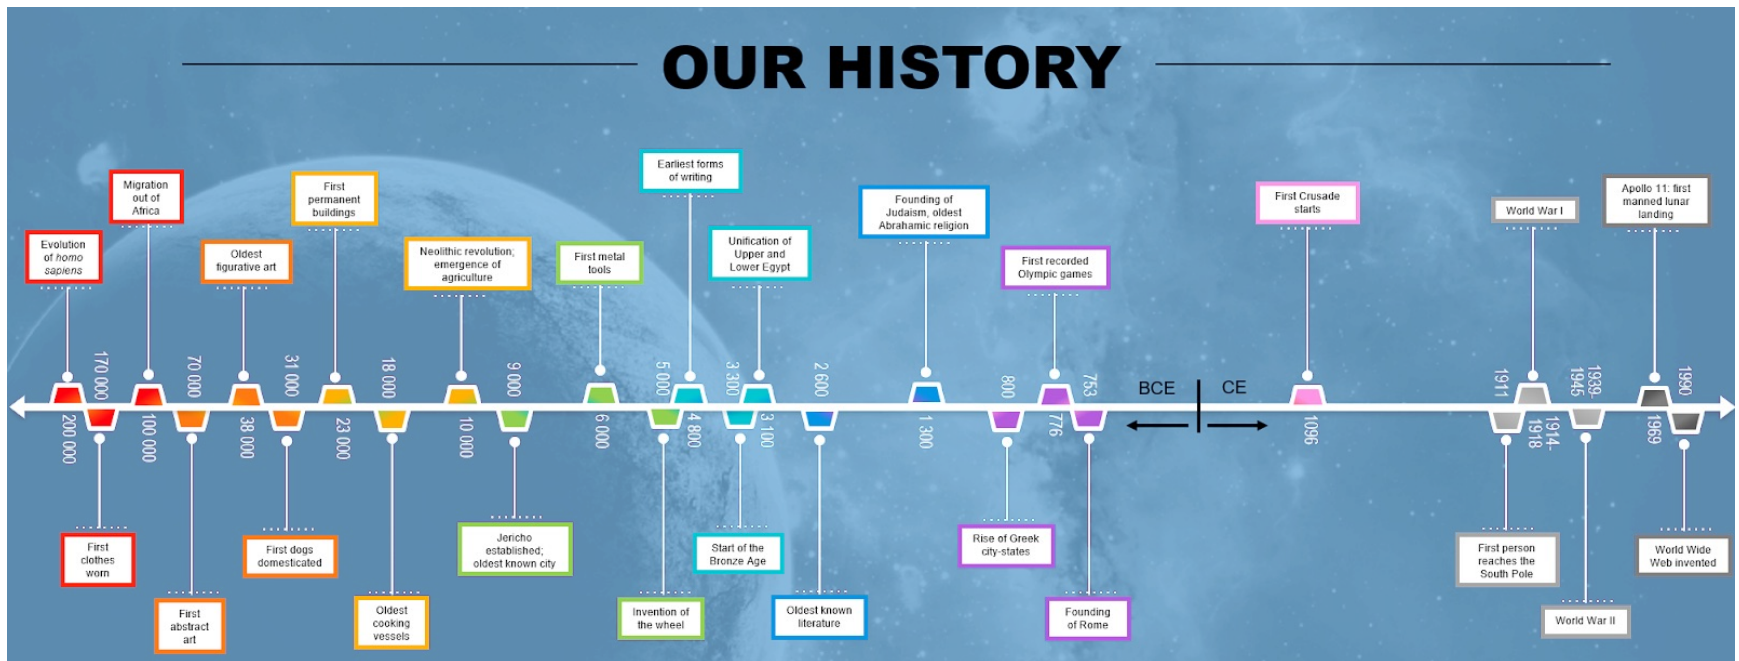 OUR HISTORY
Evolution
of homo
sapiens
200 000
170 000
First
clothes
worn
Migration
out of
Africa
100 000
70 000
First
abstract
art
Oldest
figurative art
38 000
31 000
First dogs
domesticated
First
permanent
buildings
23 000
18 000
Oldest
cooking
vessels
Neolithic revolution;
emergence of
agriculture
10 000
9 000
Jericho
established;
oldest known city
First metal
tools
6 000
5 000
Invention of
the wheel
Earliest forms
of writing
4 800
3 300
Start of the
Bronze Age
Unification of
Upper and
Lower Egypt
3 100
2 600
Oldest known
literature
Founding of
Judaism, oldest
Abrahamic religion
1 300
800
Rise of Greek
city-states
First recorded
Olympic games
776
753
Founding
of Rome
BCE
CE
First Crusade
starts
1096
1911
First person
reaches the
South Pole
World War I
1914-
1918
1939-
1945
World War II
Apollo 11: first
manned lunar
landing
1969
1990
World Wide
Web invented